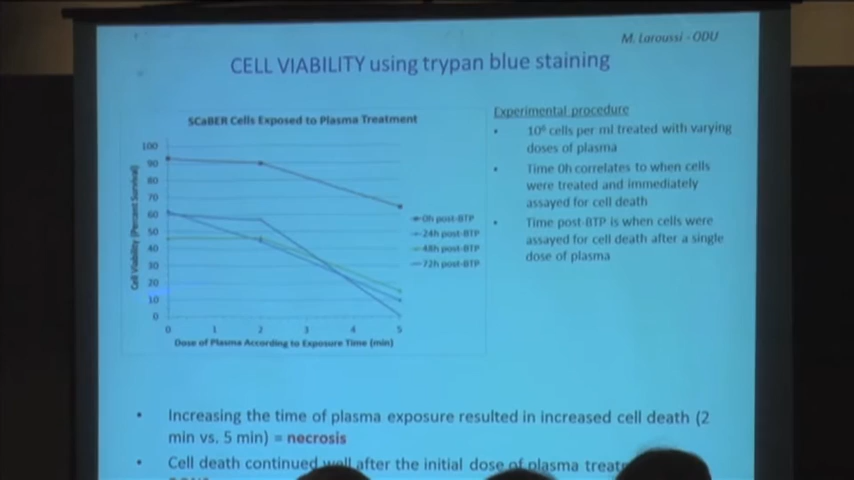 M. Laroussi - ODU
CELL VIABILITY using trypan blue staining
SCaBER Cells Exposed to Plasma Treatment
Cell Viability (Percent Survival)
100
90
80
70
60
50
40
30
20
10
0
0 1 2 3 4 5
Dose of Plasma According to Exposure Time (min)
0h post-BTP
24h post-BTP
48h post-BTP
72h post-BTP
Experimental procedure
• 10⁶ cells per ml treated with varying
doses of plasma
• Time 0h correlates to when cells
were treated and immediately
assayed for cell death
• Time post-BTP is when cells were
assayed for cell death after a single
dose of plasma
• Increasing the time of plasma exposure resulted in increased cell death (2
min vs. 5 min) = necrosis
• Cell death continued well after the initial dose of plasma